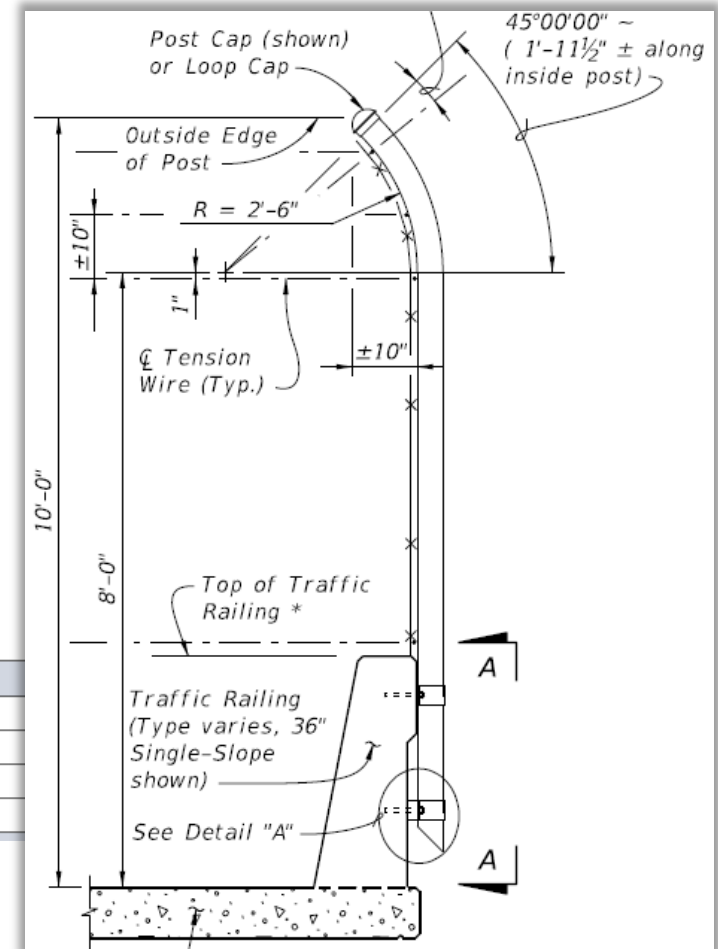 45°00'00" ~
( 1'-11½" ± along
inside post)
Post Cap (shown)
or Loop Cap
Outside Edge
of Post
R = 2'-6"
±10"
1"
±10"
℄ Tension
Wire (Typ.)
10'-0"
8'-0"
Top of Traffic
Railing *
A
Traffic Railing
(Type varies, 36"
Single-Slope
shown)
See Detail "A"
A